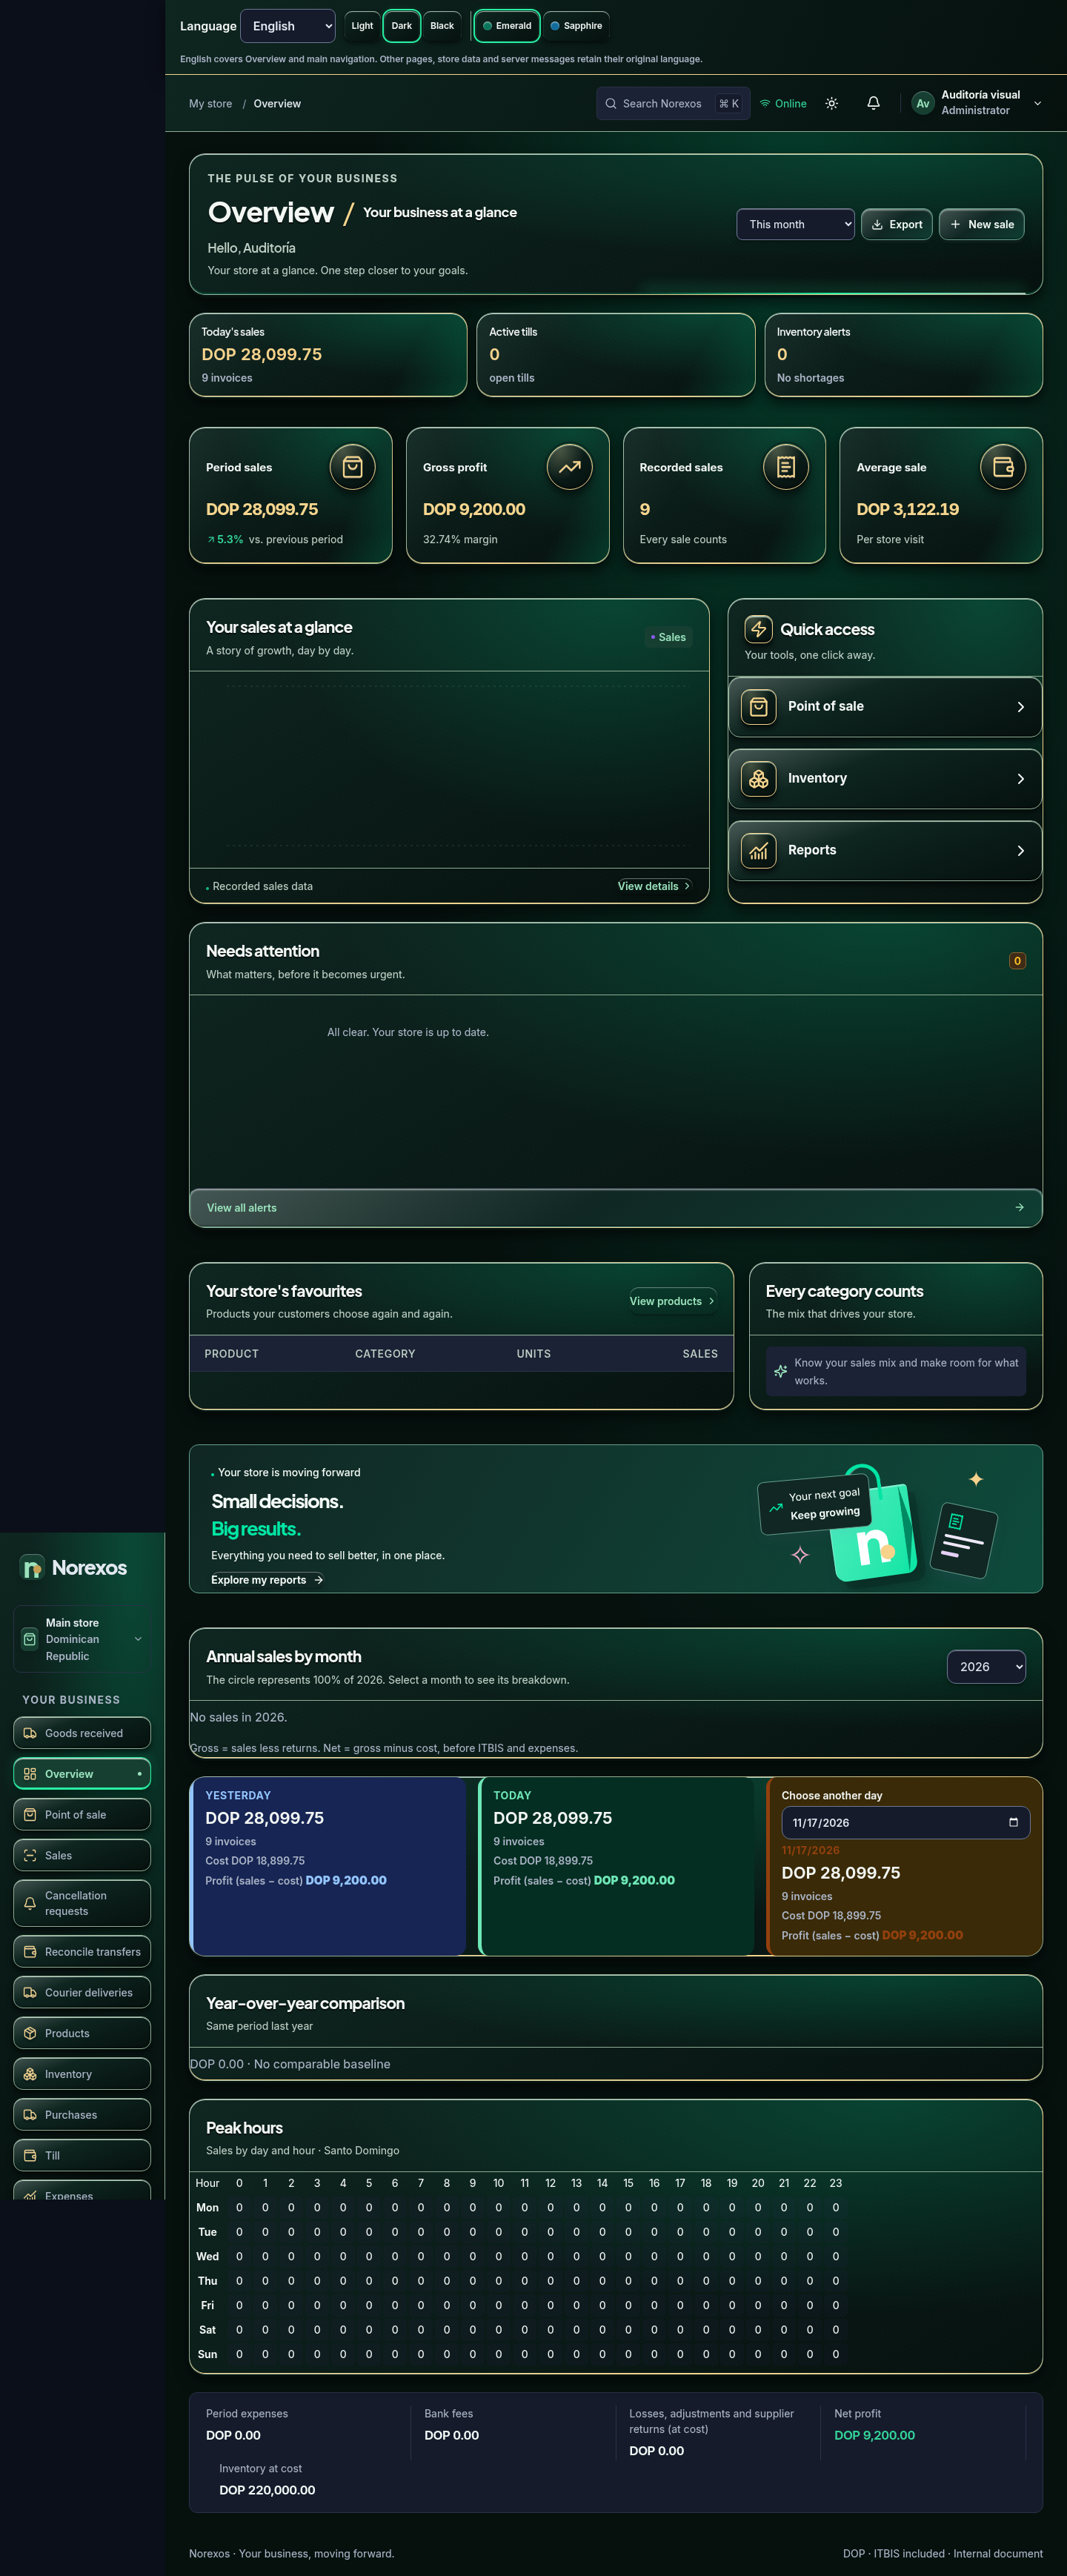 Language English Light Dark Black Emerald Sapphire
English covers Overview and main navigation. Other pages, store data and server messages retain their original language.
My store / Overview
Search Norexos ⌘ K
Online
Av
Auditoría visual
Administrator
THE PULSE OF YOUR BUSINESS
Overview / Your business at a glance
Hello, Auditoría
Your store at a glance. One step closer to your goals.
This month
Export
New sale
Today's sales
DOP 28,099.75
9 invoices
Active tills
0
open tills
Inventory alerts
0
No shortages
Period sales
DOP 28,099.75
5.3% vs. previous period
Gross profit
DOP 9,200.00
32.74% margin
Recorded sales
9
Every sale counts
Average sale
DOP 3,122.19
Per store visit
Your sales at a glance
A story of growth, day by day.
Sales
Recorded sales data
View details
Quick access
Your tools, one click away.
Point of sale
Inventory
Reports
Needs attention
What matters, before it becomes urgent.
0
All clear. Your store is up to date.
View all alerts
Your store's favourites
Products your customers choose again and again.
View products
PRODUCT CATEGORY UNITS SALES
Every category counts
The mix that drives your store.
Know your sales mix and make room for what
works.
Your store is moving forward
Small decisions.
Big results.
Everything you need to sell better, in one place.
Explore my reports
Your next goal
Keep growing
n
n Norexos
Main store
Dominican
Republic
YOUR BUSINESS
Goods received
Overview
Point of sale
Sales
Cancellation
requests
Reconcile transfers
Courier deliveries
Products
Inventory
Purchases
Till
Expenses
Annual sales by month
The circle represents 100% of 2026. Select a month to see its breakdown.
2026
No sales in 2026.
Gross = sales less returns. Net = gross minus cost, before ITBIS and expenses.
YESTERDAY
DOP 28,099.75
9 invoices
Cost DOP 18,899.75
Profit (sales − cost) DOP 9,200.00
TODAY
DOP 28,099.75
9 invoices
Cost DOP 18,899.75
Profit (sales − cost) DOP 9,200.00
Choose another day
11/17/2026
11/17/2026
DOP 28,099.75
9 invoices
Cost DOP 18,899.75
Profit (sales − cost) DOP 9,200.00
Year-over-year comparison
Same period last year
DOP 0.00 · No comparable baseline
Peak hours
Sales by day and hour · Santo Domingo
Hour 0 1 2 3 4 5 6 7 8 9 10 11 12 13 14 15 16 17 18 19 20 21 22 23
Mon 0 0 0 0 0 0 0 0 0 0 0 0 0 0 0 0 0 0 0 0 0 0 0 0
Tue 0 0 0 0 0 0 0 0 0 0 0 0 0 0 0 0 0 0 0 0 0 0 0 0
Wed 0 0 0 0 0 0 0 0 0 0 0 0 0 0 0 0 0 0 0 0 0 0 0 0
Thu 0 0 0 0 0 0 0 0 0 0 0 0 0 0 0 0 0 0 0 0 0 0 0 0
Fri 0 0 0 0 0 0 0 0 0 0 0 0 0 0 0 0 0 0 0 0 0 0 0 0
Sat 0 0 0 0 0 0 0 0 0 0 0 0 0 0 0 0 0 0 0 0 0 0 0 0
Sun 0 0 0 0 0 0 0 0 0 0 0 0 0 0 0 0 0 0 0 0 0 0 0 0
Period expenses
DOP 0.00
Bank fees
DOP 0.00
Losses, adjustments and supplier
returns (at cost)
DOP 0.00
Net profit
DOP 9,200.00
Inventory at cost
DOP 220,000.00
Norexos · Your business, moving forward.
DOP · ITBIS included · Internal document